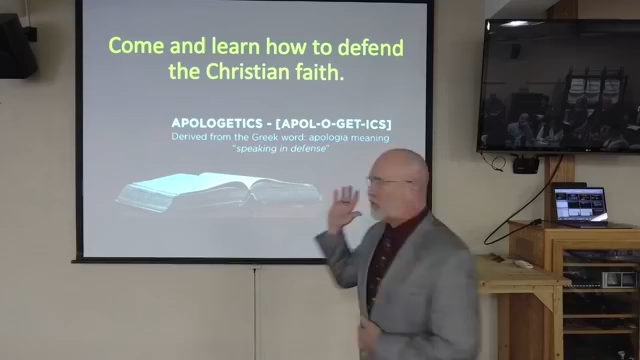 Come and learn how to defend
the Christian faith.
APOLOGETICS - [APOL-O-GET-ICS]
Derived from the Greek word: apologia meaning
"speaking in defense"